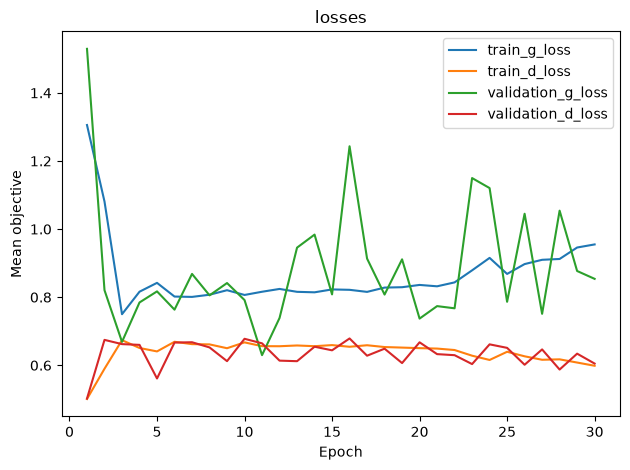 losses
train_g_loss
train_d_loss
validation_g_loss
validation_d_loss
Mean objective
1.4
1.2
1.0
0.8
0.6
0 5 10 15 20 25 30
Epoch